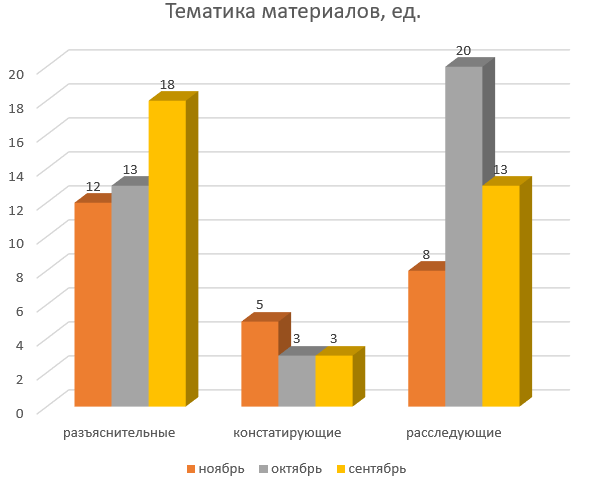 Тематика материалов, ед.
20
18
16
14
12
10
8
6
4
2
0
12
13
18
5
3
3
8
20
13
разъяснительные
констатирующие
расследующие
ноябрь
октябрь
сентябрь